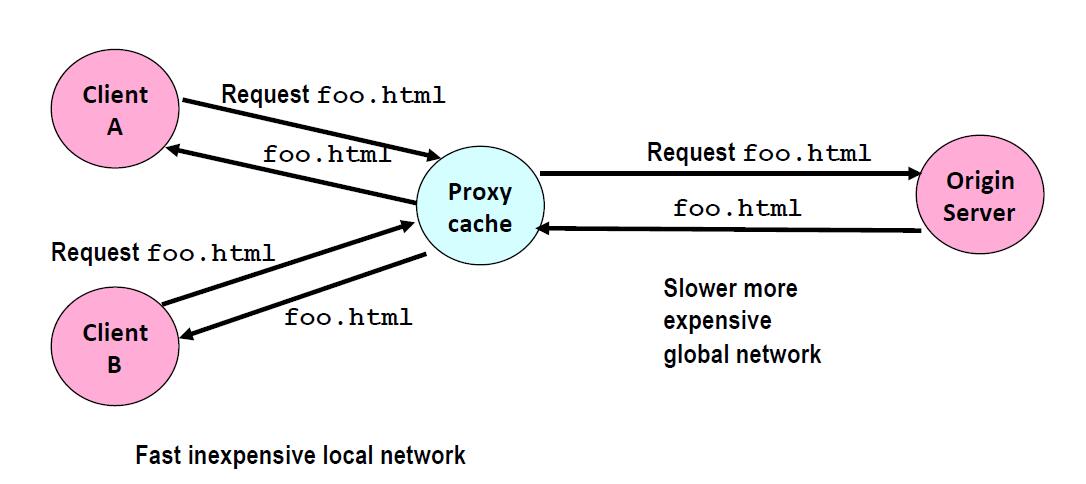 Client
A
Request foo.html
foo.html
Request foo.html
foo.html
Client
B
Proxy
cache
Request foo.html
foo.html
Origin
Server
Slower more
expensive
global network
Fast inexpensive local network